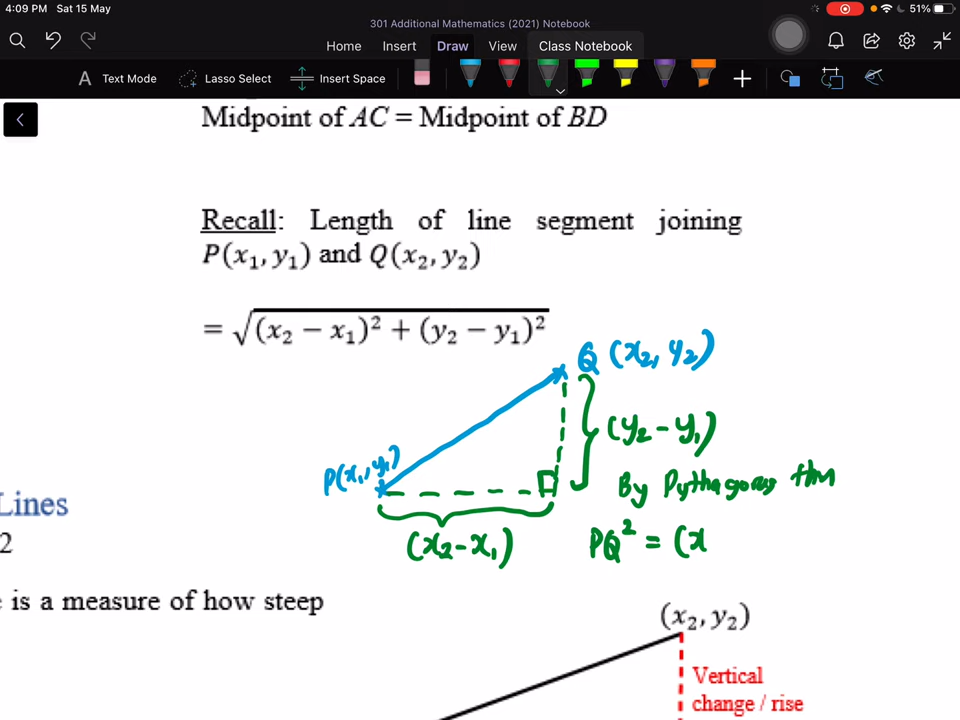 4:09 PM Sat 15 May
51%
301 Additional Mathematics (2021) Notebook
Home Insert Draw View Class Notebook
Text Mode Lasso Select Insert Space
Midpoint of AC = Midpoint of BD
Recall: Length of line segment joining
P(x₁, y₁) and Q(x₂, y₂)
= √(x₂ − x₁)² + (y₂ − y₁)²
Q (x₂, y₂)
(y₂ − y₁)
P(x₁, y₁)
By Pythagoras thm
Lines
(x₂ − x₁)
PQ² = (x
2
e is a measure of how steep
(x₂, y₂)
Vertical
change / rise